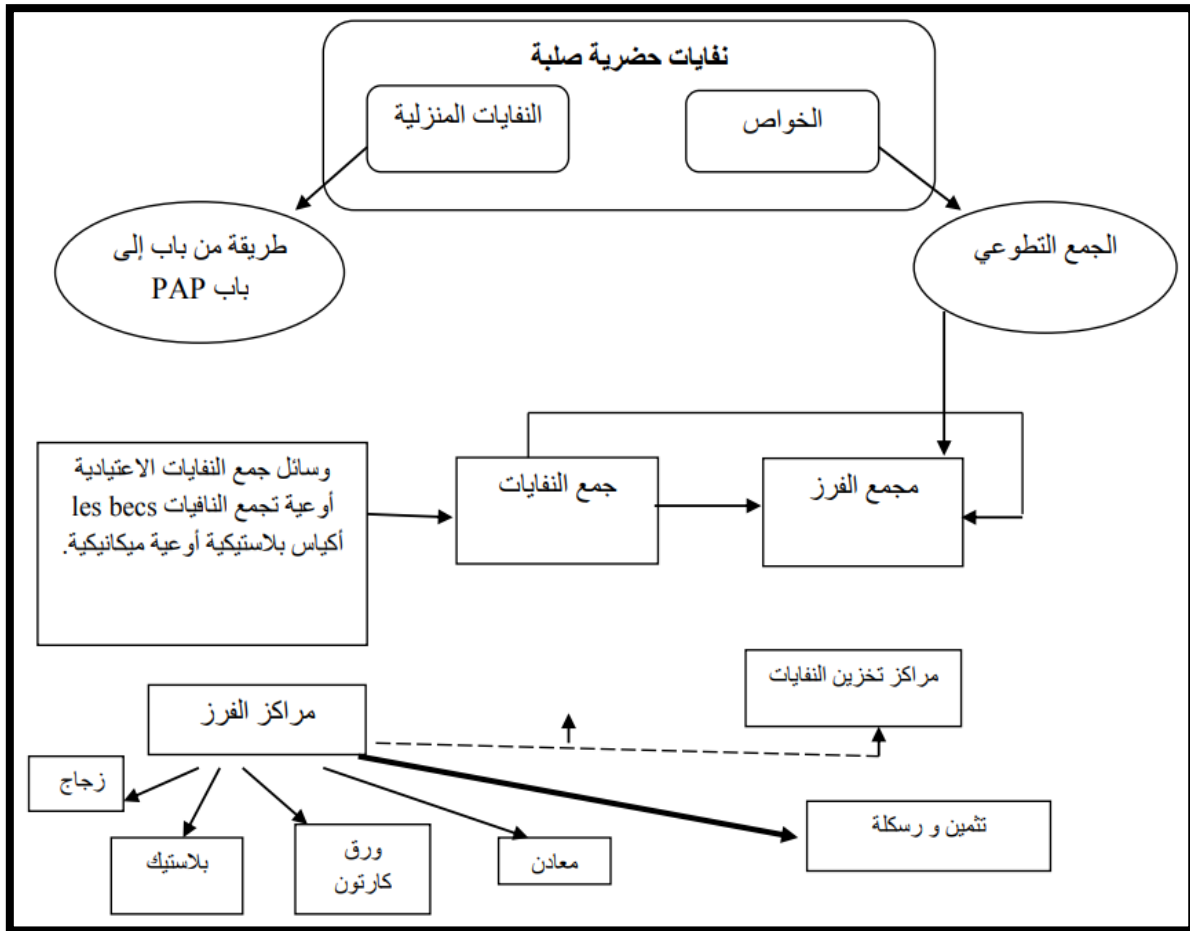 نفايات حضرية صلبة
الخواص
النفايات المنزلية
الجمع التطوعي
طريقة من باب إلى
باب PAP
مجمع الفرز
جمع النفايات
وسائل جمع النفايات الاعتيادية
أوعية تجمع النافيات les becs
أكياس بلاستيكية أوعية ميكانيكية.
مراكز تخزين النفايات
مراكز الفرز
تثمين و رسكلة
زجاج
بلاستيك
ورق
كارتون
معادن